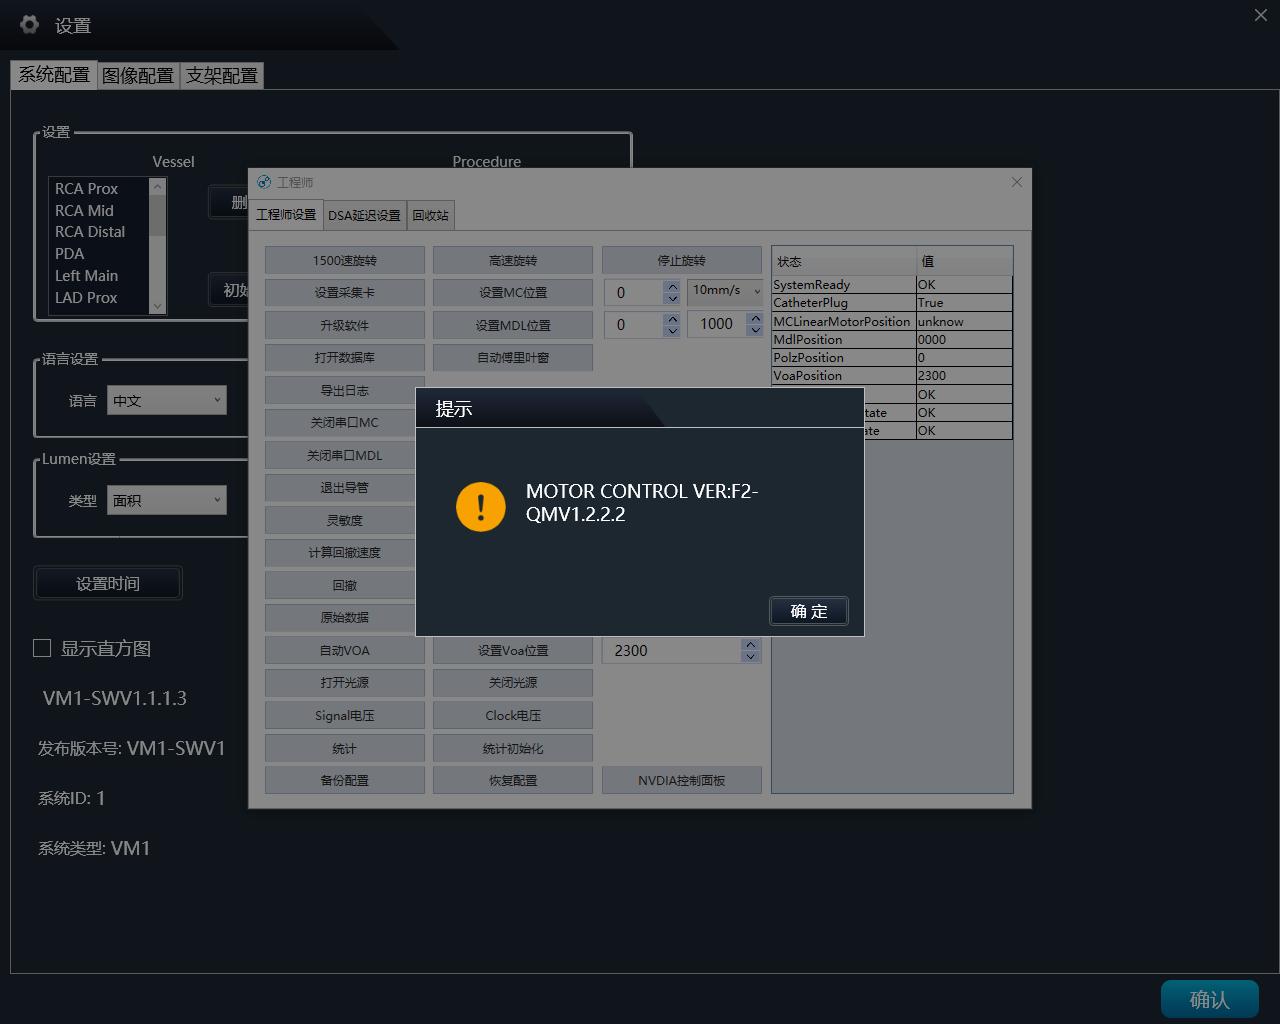 设置
系统配置 图像配置 支架配置
设置
Vessel Procedure
RCA Prox
RCA Mid
RCA Distal
PDA
Left Main
LAD Prox
删
初始
语言设置
语言 中文
Lumen设置
类型 面积
设置时间
显示直方图
VM1-SWV1.1.1.3
发布版本号: VM1-SWV1
系统ID: 1
系统类型: VM1
工程师
工程师设置 DSA延迟设置 回收站
1500速旋转 高速旋转 停止旋转
设置采集卡 设置MC位置 0 10mm/s
升级软件 设置MDL位置 0 1000
打开数据库 自动傅里叶窗
导出日志
关闭串口MC
关闭串口MDL
退出导管
灵敏度
计算回撤速度
回撤
原始数据
自动VOA 设置Voa位置 2300
打开光源 关闭光源
Signal电压 Clock电压
统计 统计初始化
备份配置 恢复配置 NVDIA控制面板
状态 值
SystemReady OK
CatheterPlug True
MCLinearMotorPosition unknow
MdlPosition 0000
PolzPosition 0
VoaPosition 2300
OK
tate OK
ate OK
提示
MOTOR CONTROL VER:F2-
QMV1.2.2.2
确 定
确认